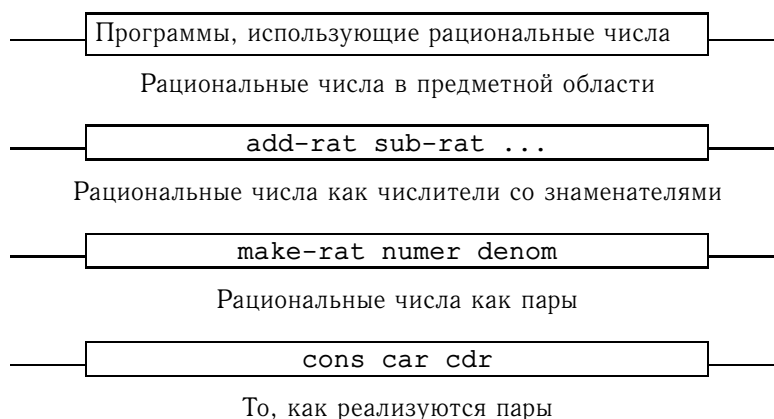 Программы, использующие рациональные числа
Рациональные числа в предметной области
add-rat sub-rat ...
Рациональные числа как числители со знаменателями
make-rat numer denom
Рациональные числа как пары
cons car cdr
То, как реализуются пары